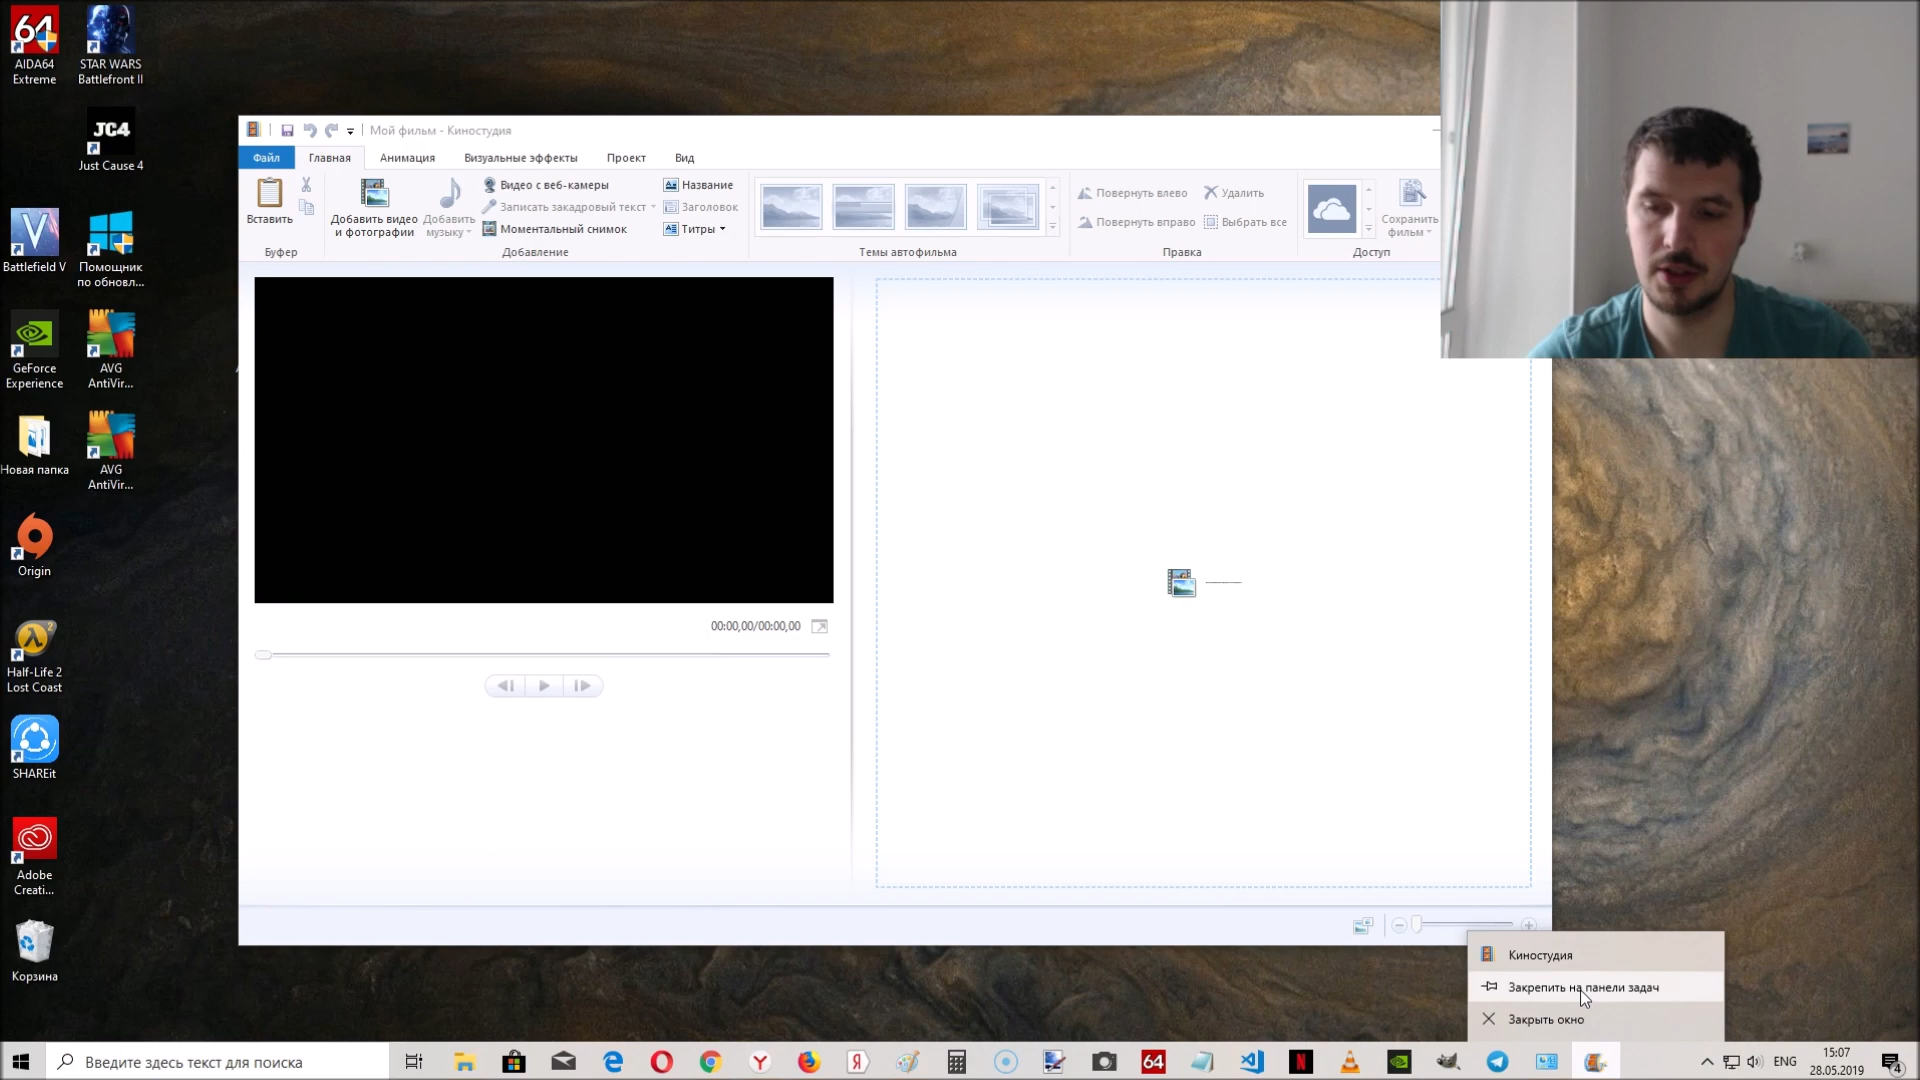 AIDA64
Extreme
STAR WARS
Battlefront II
JC4
Just Cause 4
Battlefield V
Помощник
по обновл...
GeForce
Experience
AVG
AntiVir...
Новая папка
AVG
AntiVir...
Origin
Half-Life 2
Lost Coast
SHAREit
Adobe
Creati...
Корзина
Мой фильм - Киностудия
Файл
Главная
Анимация
Визуальные эффекты
Проект
Вид
Вставить
Буфер
Добавить видео
и фотографии
Добавить
музыку
Видео с веб-камеры
Записать закадровый текст
Моментальный снимок
Название
Заголовок
Титры
Добавление
Темы автофильма
Повернуть влево
Повернуть вправо
Удалить
Выбрать все
Правка
Сохранить
фильм
Доступ
00:00,00/00:00,00
Киностудия
Закрепить на панели задач
Закрыть окно
Введите здесь текст для поиска
64
ENG
15:07
28.05.2019
4